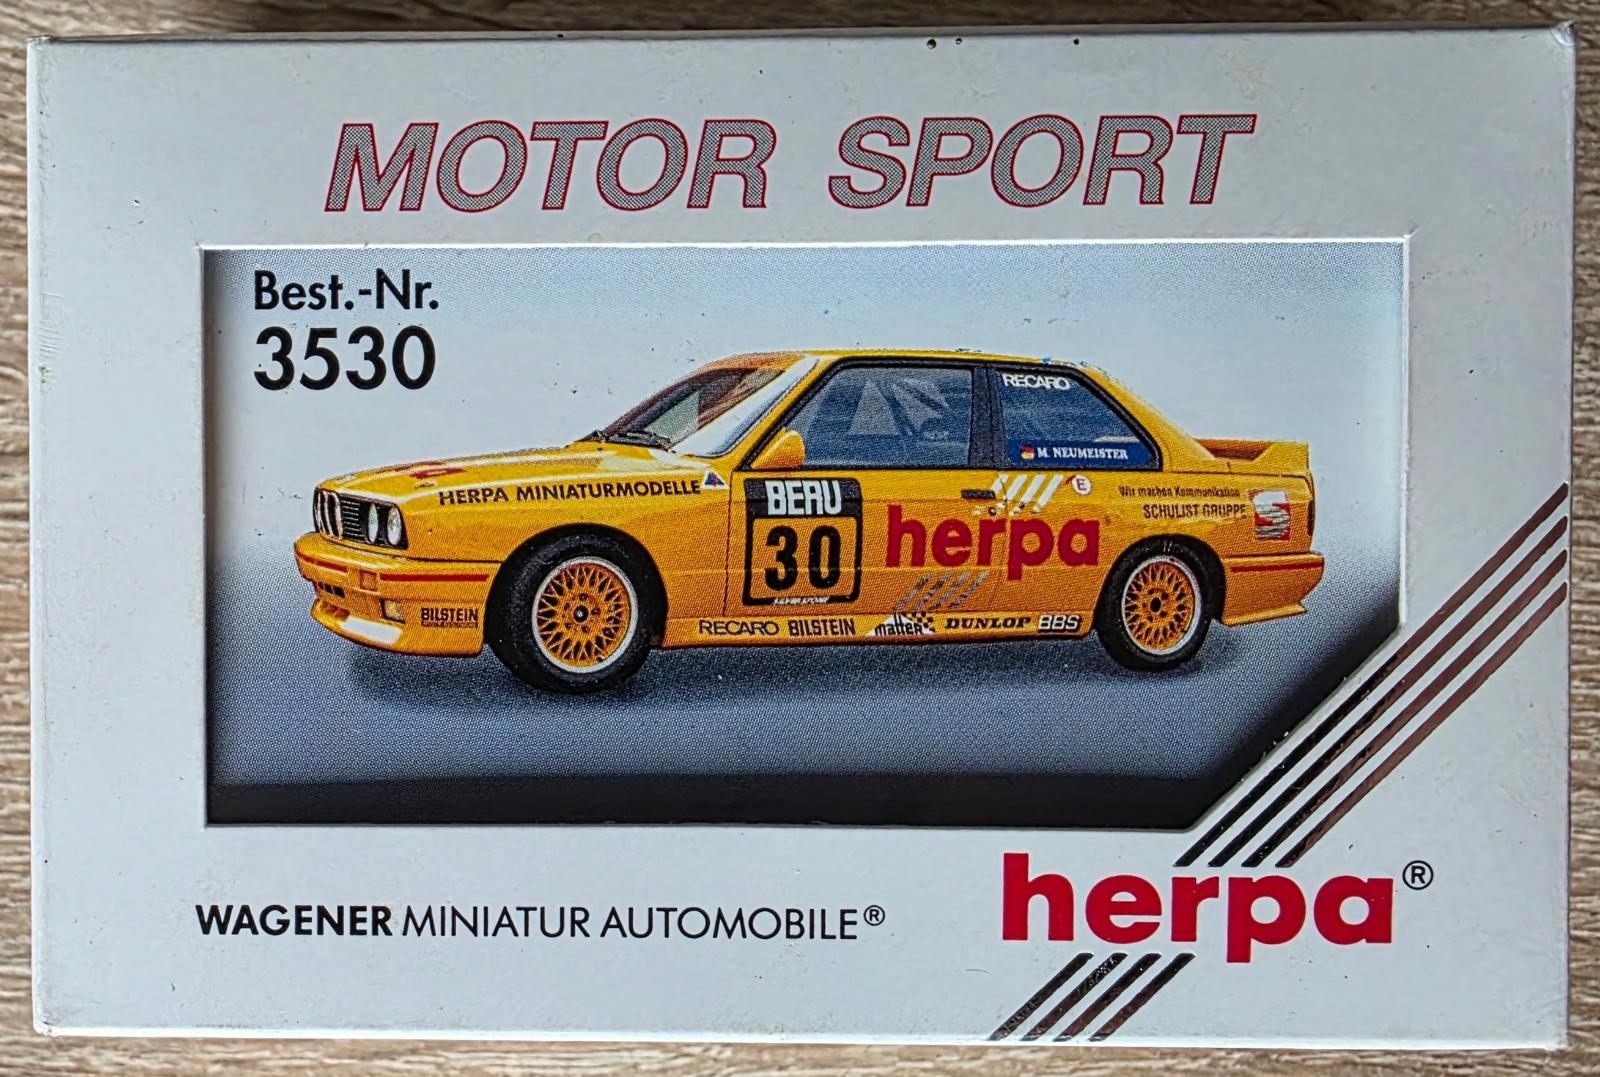 MOTOR SPORT
Best.-Nr.
3530
RECARO
M. NEUMEISTER
HERPA MINIATURMODELLE
BERU
30
herpa
E
Wir machen Kommunikation
SCHULIST GRUPPE
S
BILSTEIN
RECARO BILSTEIN matter DUNLOP BBS
WAGENER MINIATUR AUTOMOBILE®
herpa®